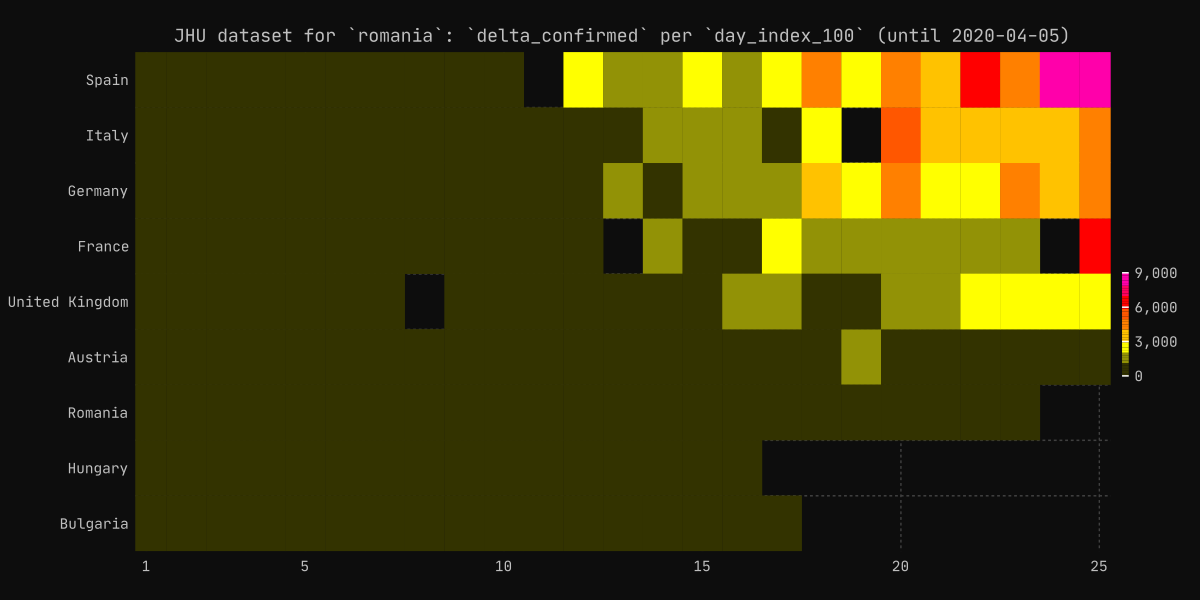 JHU dataset for `romania`: `delta_confirmed` per `day_index_100` (until 2020-04-05)
Spain
Italy
Germany
France
United Kingdom
Austria
Romania
Hungary
Bulgaria
9,000
6,000
3,000
0
1 5 10 15 20 25